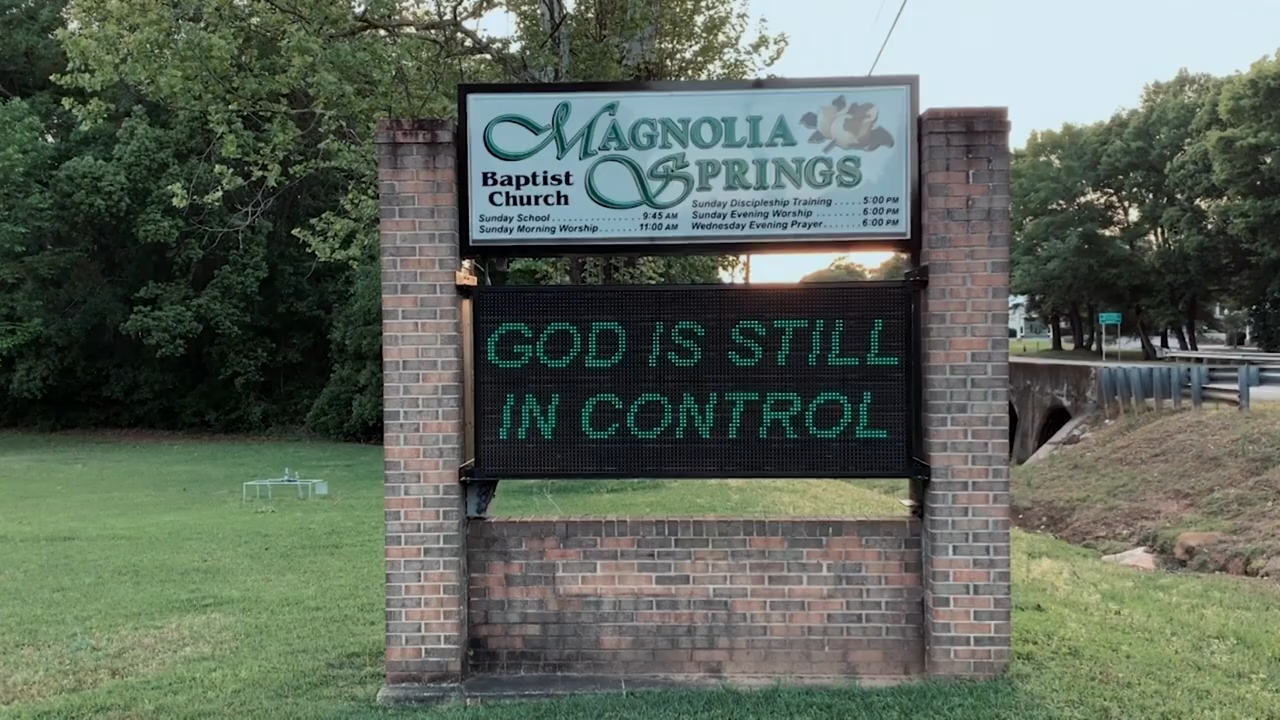 MAGNOLIA
SPRINGS
Baptist
Church
Sunday School 9:45 AM
Sunday Morning Worship 11:00 AM
Sunday Discipleship Training 5:00 PM
Sunday Evening Worship 6:00 PM
Wednesday Evening Prayer 6:00 PM
GOD IS STILL
IN CONTROL